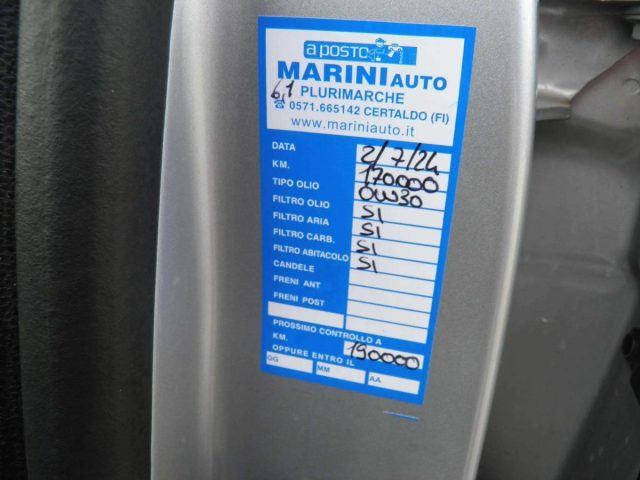 a posto
MARINI AUTO
6,1 PLURIMARCHE
☎ 0571.665142 CERTALDO (FI)
www.mariniauto.it
DATA 2/7/24
KM. 170000
TIPO OLIO 0W30
FILTRO OLIO SI
FILTRO ARIA SI
FILTRO CARB. SI
FILTRO ABITACOLO SI
CANDELE
FRENI ANT
FRENI POST
PROSSIMO CONTROLLO A
KM. 190000
OPPURE ENTRO IL
GG MM AA